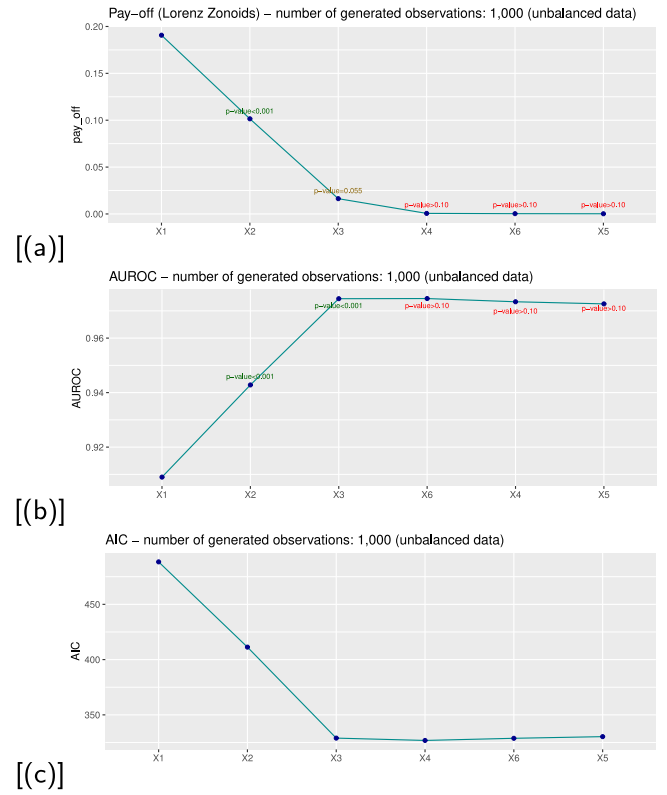 Pay−off (Lorenz Zonoids) − number of generated observations: 1,000 (unbalanced data)
0.20
0.15
0.10
0.05
0.00
pay_off
p−value<0.001
p−value=0.055
p−value>0.10
p−value>0.10
p−value>0.10
X1 X2 X3 X4 X6 X5
[(a)]
AUROC − number of generated observations: 1,000 (unbalanced data)
0.96
0.94
0.92
AUROC
p−value<0.001
p−value<0.001
p−value>0.10
p−value>0.10
p−value>0.10
X1 X2 X3 X6 X4 X5
[(b)]
AIC − number of generated observations: 1,000 (unbalanced data)
450
400
350
AIC
X1 X2 X3 X4 X6 X5
[(c)]